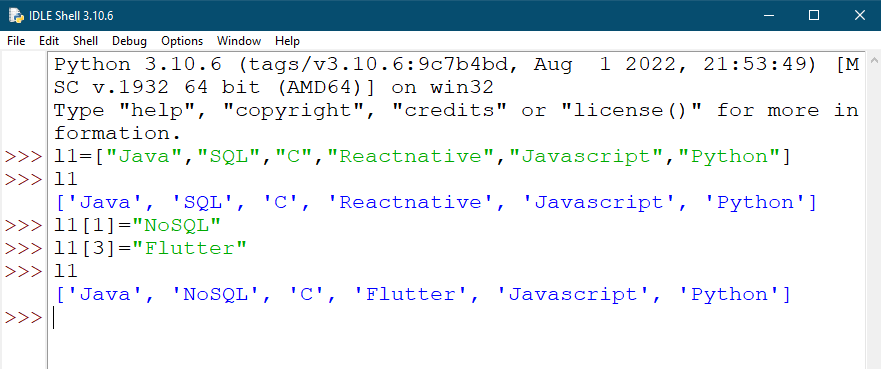 IDLE Shell 3.10.6
File Edit Shell Debug Options Window Help
Python 3.10.6 (tags/v3.10.6:9c7b4bd, Aug  1 2022, 21:53:49) [M
SC v.1932 64 bit (AMD64)] on win32
Type "help", "copyright", "credits" or "license()" for more in
formation.
>>> l1=["Java","SQL","C","Reactnative","Javascript","Python"]
>>> l1
['Java', 'SQL', 'C', 'Reactnative', 'Javascript', 'Python']
>>> l1[1]="NoSQL"
>>> l1[3]="Flutter"
>>> l1
['Java', 'NoSQL', 'C', 'Flutter', 'Javascript', 'Python']
>>>